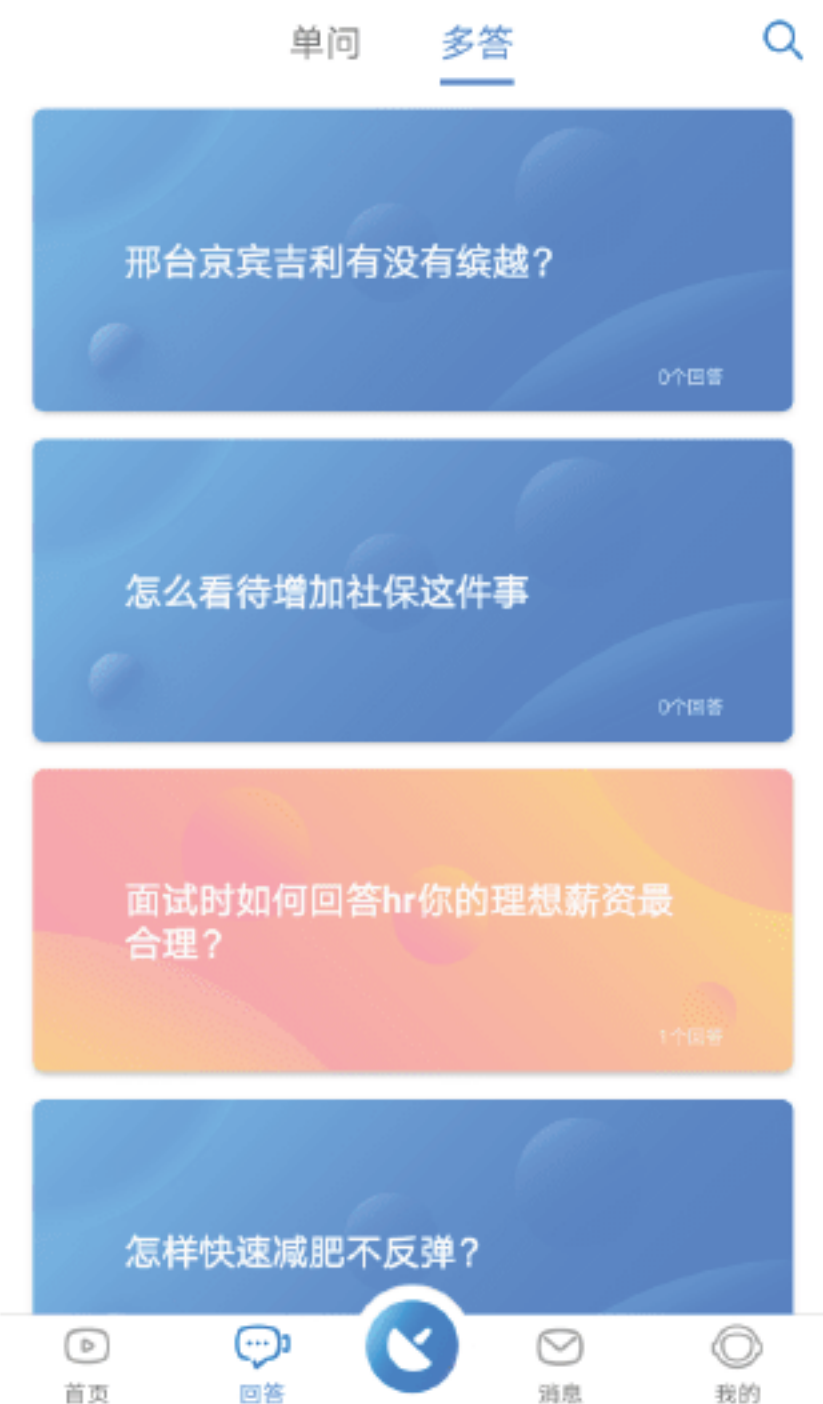 单问
多答
邢台京宾吉利有没有缤越？
0个回答
怎么看待增加社保这件事
0个回答
面试时如何回答hr你的理想薪资最
合理？
1个回答
怎样快速减肥不反弹？
首页
回答
消息
我的